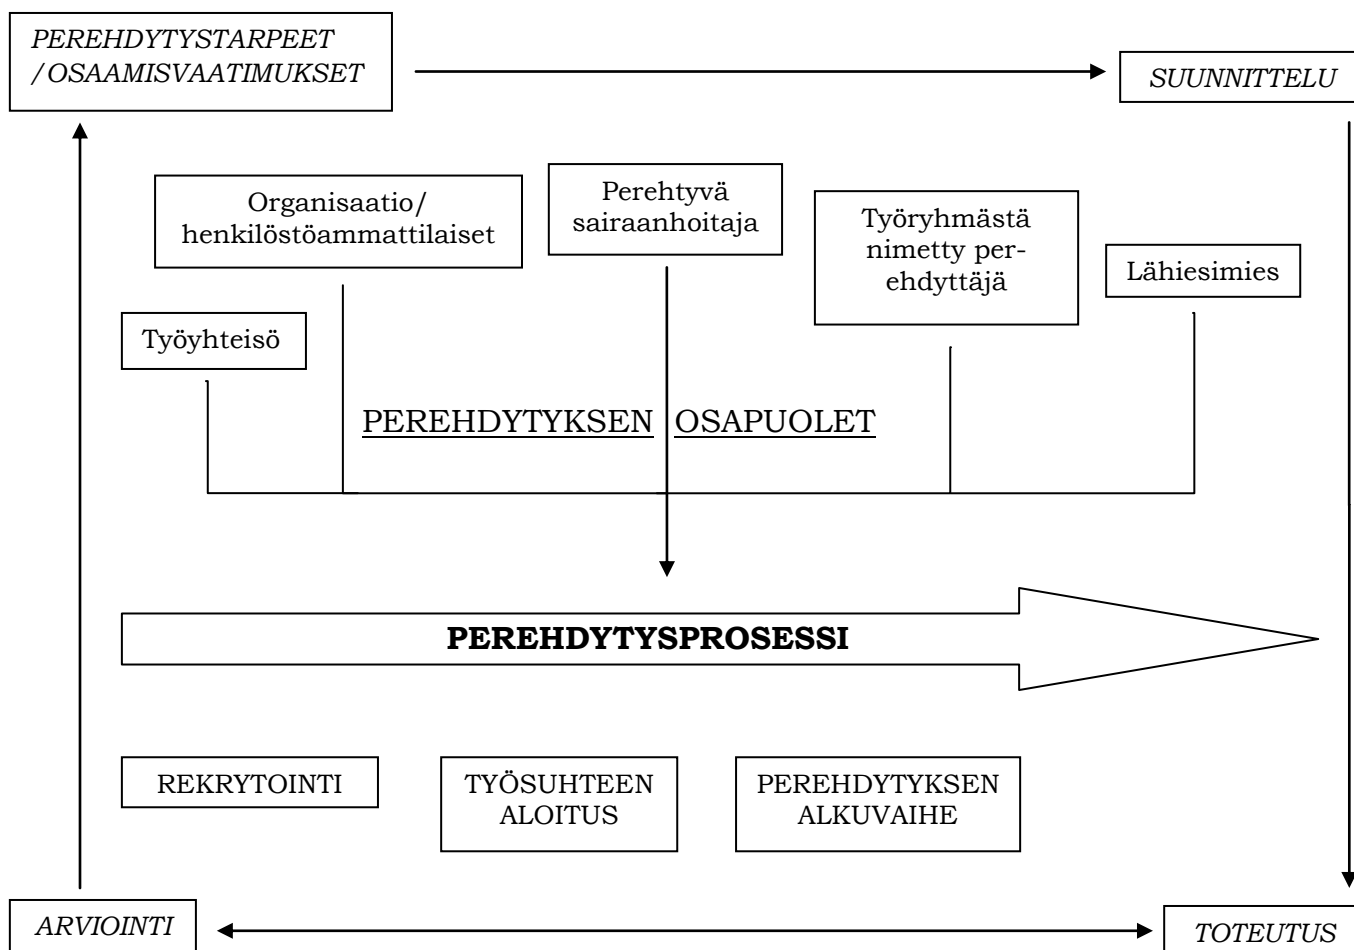 PEREHDYTYSTARPEET
/OSAAMISVAATIMUKSET
SUUNNITTELU
Organisaatio/
henkilöstöammattilaiset
Perehtyvä
sairaanhoitaja
Työryhmästä
nimetty per-
ehdyttäjä
Lähiesimies
Työyhteisö
PEREHDYTYKSEN OSAPUOLET
PEREHDYTYSPROSESSI
REKRYTOINTI
TYÖSUHTEEN
ALOITUS
PEREHDYTYKSEN
ALKUVAIHE
ARVIOINTI
TOTEUTUS